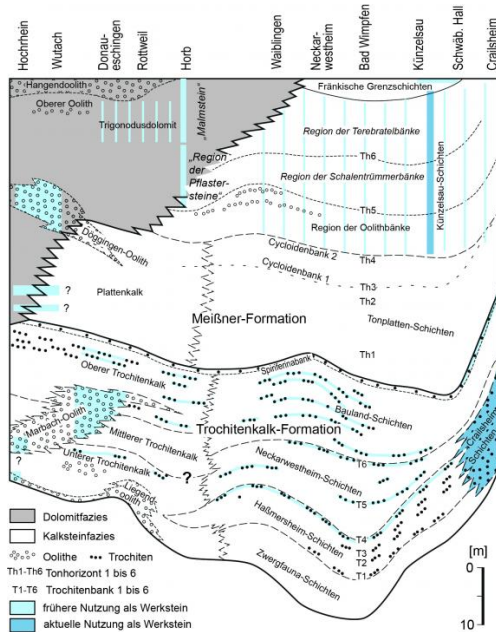 Hochrhein
Wutach
Donau-
eschingen
Rottweil
Horb
Waiblingen
Neckar-
westheim
Bad Wimpfen
Künzelsau
Schwäb. Hall
Crailsheim
Hangendoolith
Oberer Oolith
Trigonodusdolomit
„Malmstein"
„Region
der
Pflaster-
steine"
Fränkische Grenzschichten
Region der Terebratelbänke
Th6
Region der Schalentrümmerbänke
Th5
Region der Oolithbänke
Künzelsau-Schichten
Cycloidenbank 2
Th4
Cycloidenbank 1
Th3
Th2
Döggingen-Oolith
?
Plattenkalk
?
Meißner-Formation
Tonplatten-Schichten
Th1
Spiriferinabank
Oberer Trochitenkalk
Bauland-Schichten
Marbach-Oolith
Trochitenkalk-Formation
Mittlerer Trochitenkalk
T6
Neckarwestheim-Schichten
Crailsheim-
Schichten
?
Unterer Trochitenkalk
?
T5
Liegend-
oolith
Haßmersheim-Schichten
T4
T3
T2
T1
Zwergfauna-Schichten
Dolomitfazies
Kalksteinfazies
Oolithe
Trochiten
Th1-Th6 Tonhorizont 1 bis 6
T1-T6 Trochitenbank 1 bis 6
frühere Nutzung als Werkstein
aktuelle Nutzung als Werkstein
[m]
0
10